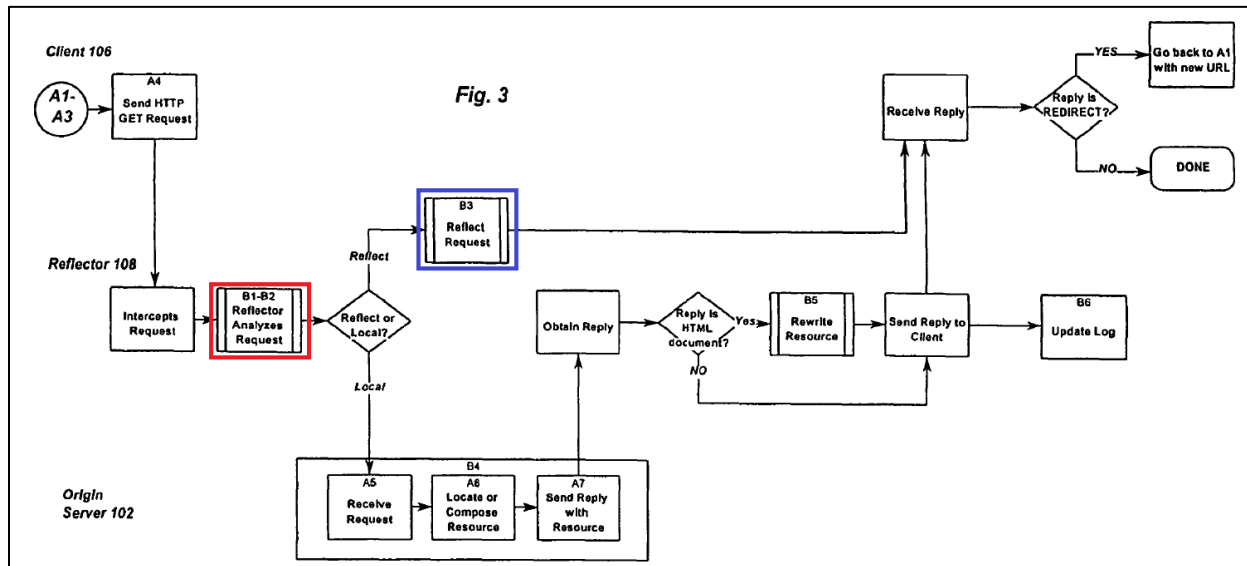 Client 106
A1-
A3
A4
Send HTTP
GET Request
Fig. 3
Receive Reply
Reply is
REDIRECT?
YES
Go back to A1
with new URL
NO
DONE
B3
Reflect
Request
Reflect
Reflector 108
Intercepts
Request
B1-B2
Reflector
Analyzes
Request
Reflect or
Local?
Local
Obtain Reply
Reply is
HTML
document?
Yes
NO
B5
Rewrite
Resource
Send Reply to
Client
B6
Update Log
Origin
Server 102
B4
A5
Receive
Request
A6
Locate or
Compose
Resource
A7
Send Reply
with
Resource